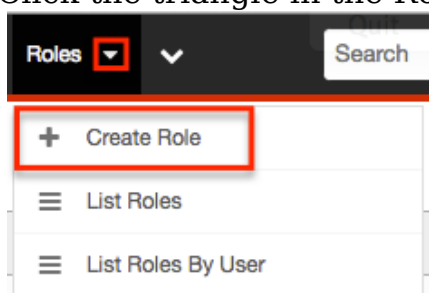 Click the triangle in the Ro
Quit
Roles
Search
Create Role
List Roles
List Roles By User